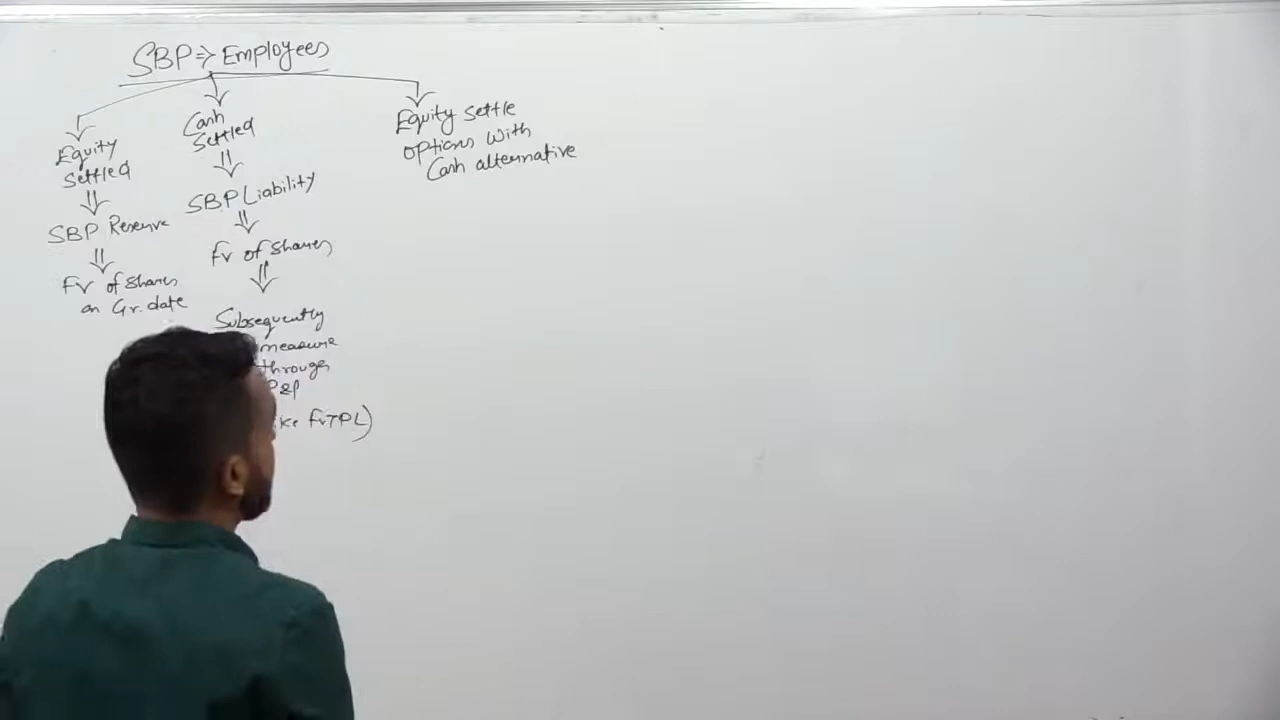 SBP ⇒ Employees
Equity
Settled
SBP Reserve
Fv of Shares
on Gr. date
Cash
Settled
SBP Liability
Fv of Shares
Subsequently
measure
through
P&P
FVTPL)
Equity Settle
options with
Cash alternative